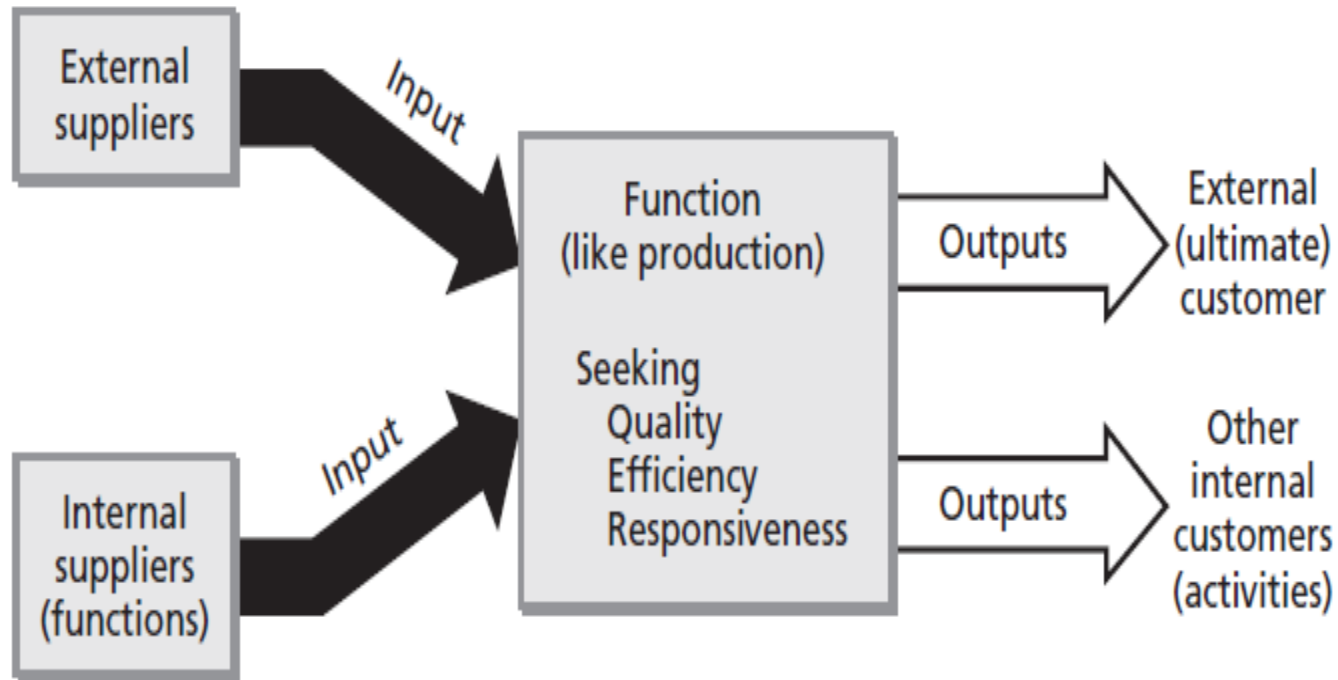 External
suppliers
Input
Internal
suppliers
(functions)
Input
Function
(like production)
Seeking
Quality
Efficiency
Responsiveness
Outputs
External
(ultimate)
customer
Outputs
Other
internal
customers
(activities)